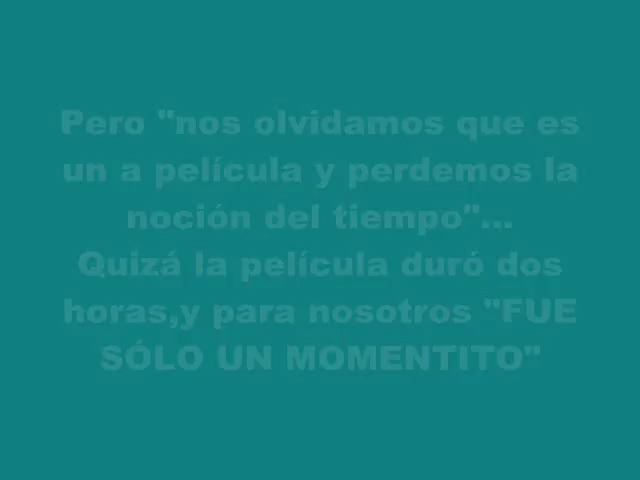 Pero "nos olvidamos que es
un a película y perdemos la
noción del tiempo"...
Quizá la película duró dos
horas,y para nosotros "FUE
SÓLO UN MOMENTITO"